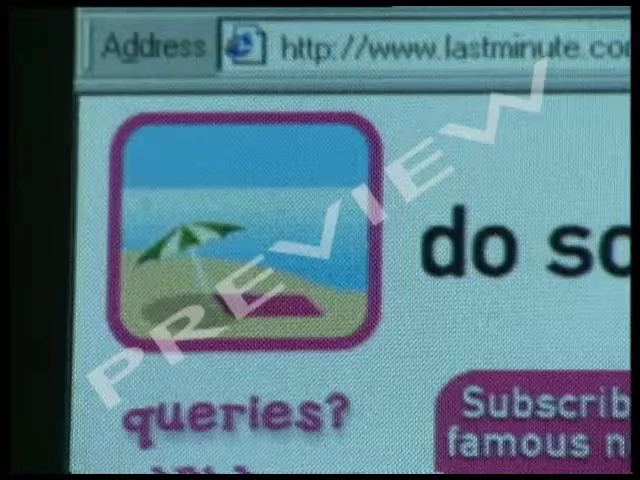 Address http://www.lastminute.co
PREVIEW
do so
queries?
Subscrib
famous n